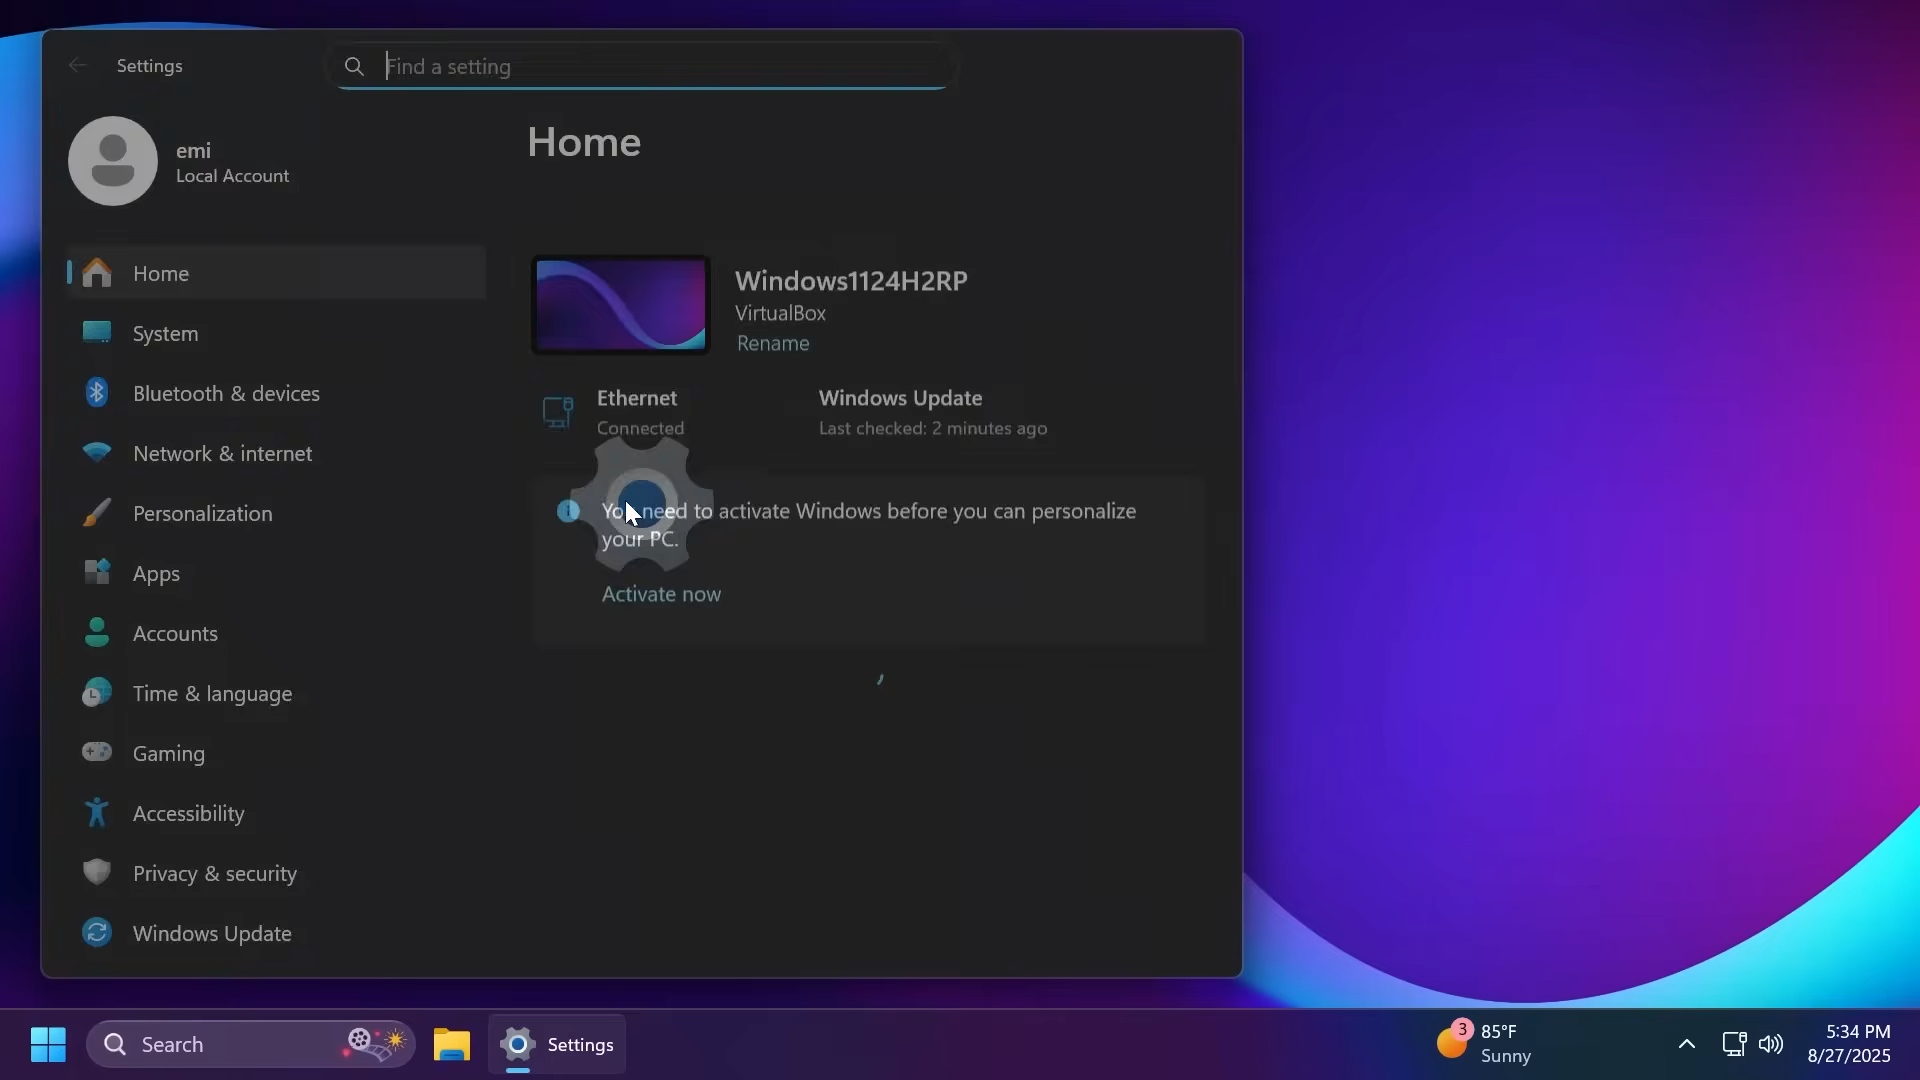 Settings
Find a setting
emi
Local Account
Home
System
Bluetooth & devices
Network & internet
Personalization
Apps
Accounts
Time & language
Gaming
Accessibility
Privacy & security
Windows Update
Home
Windows1124H2RP
VirtualBox
Rename
Ethernet
Connected
Windows Update
Last checked: 2 minutes ago
You need to activate Windows before you can personalize
your PC.
Activate now
Search
Settings
3
85°F
Sunny
5:34 PM
8/27/2025